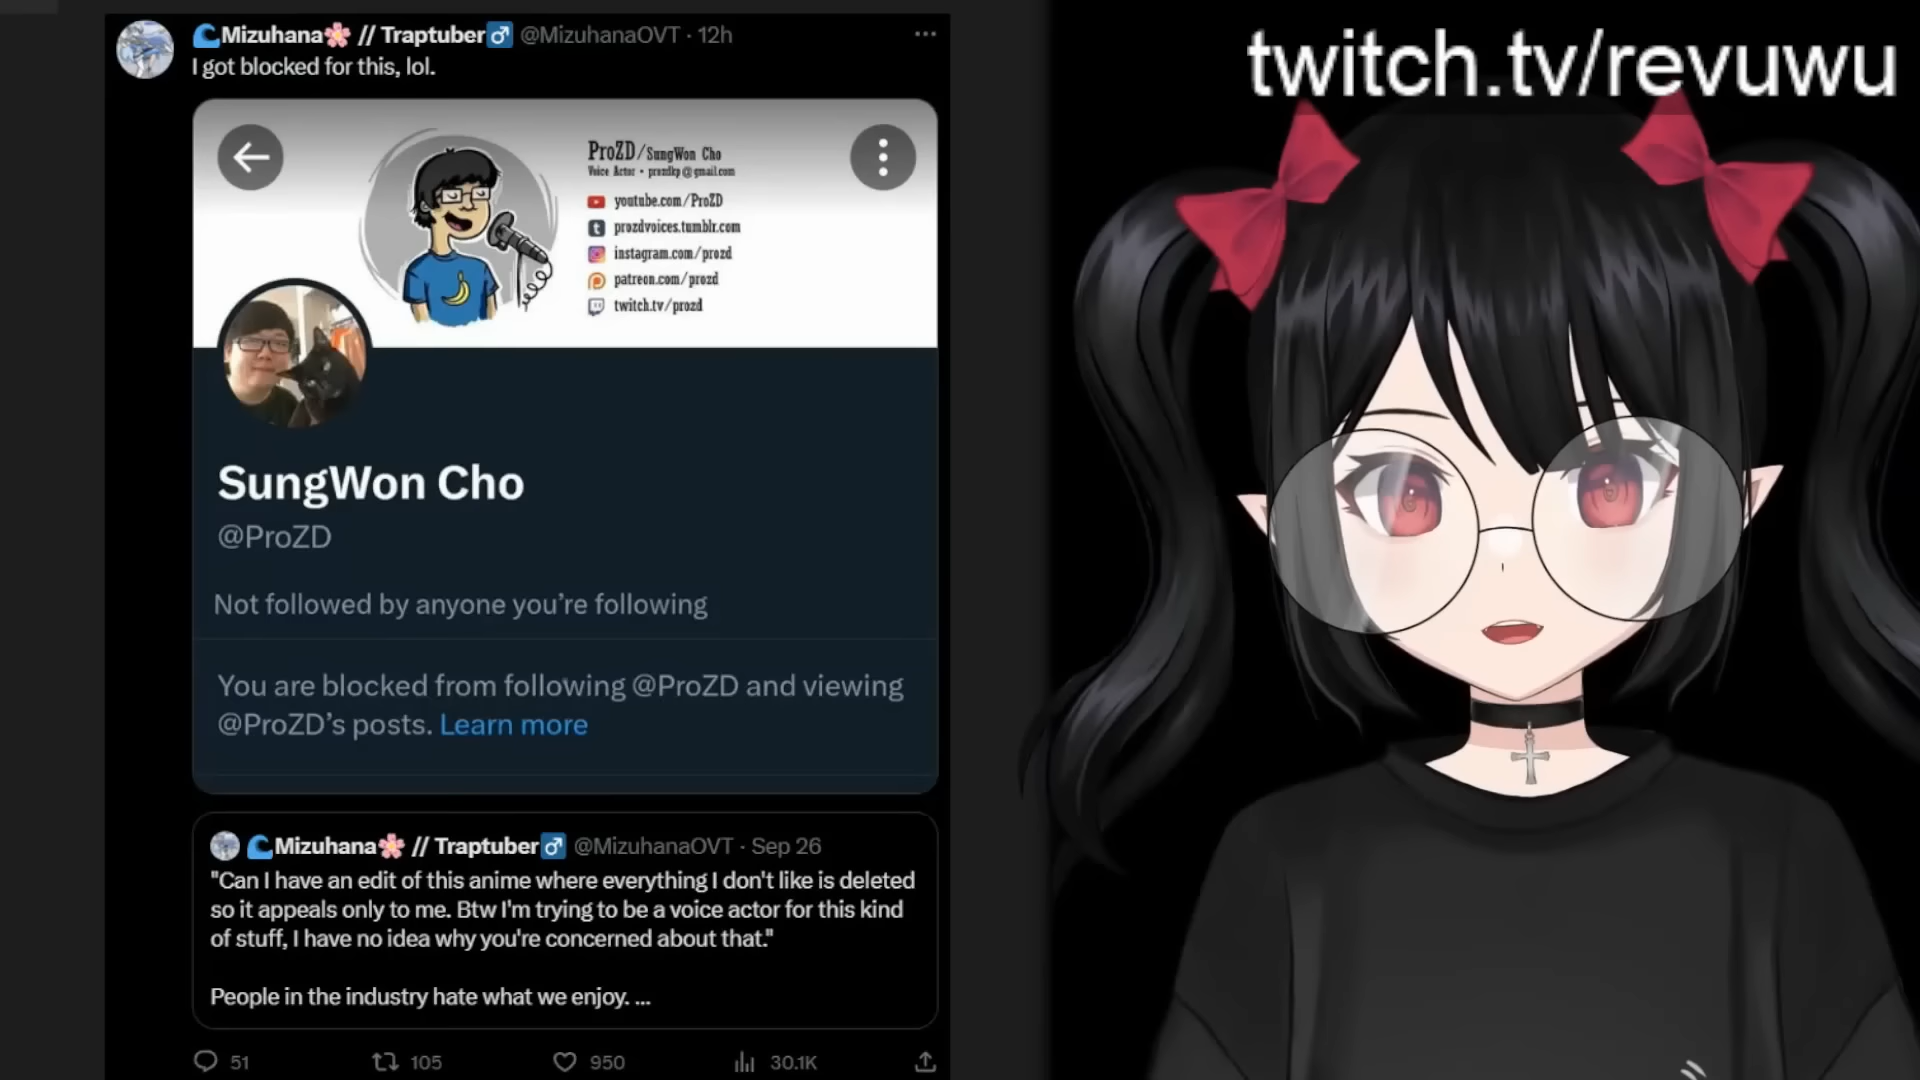 Mizuhana // Traptuber @MizuhanaOVT · 12h
I got blocked for this, lol.
ProZD/SungWon Cho
Voice Actor • prozdkp@gmail.com
youtube.com/ProZD
prozdvoices.tumblr.com
instagram.com/prozd
patreon.com/prozd
twitch.tv/prozd
SungWon Cho
@ProZD
Not followed by anyone you're following
You are blocked from following @ProZD and viewing
@ProZD's posts. Learn more
Mizuhana // Traptuber @MizuhanaOVT · Sep 26
"Can I have an edit of this anime where everything I don't like is deleted
so it appeals only to me. Btw I'm trying to be a voice actor for this kind
of stuff, I have no idea why you're concerned about that."
People in the industry hate what we enjoy. ...
51 105 950 30.1K
twitch.tv/revuwu